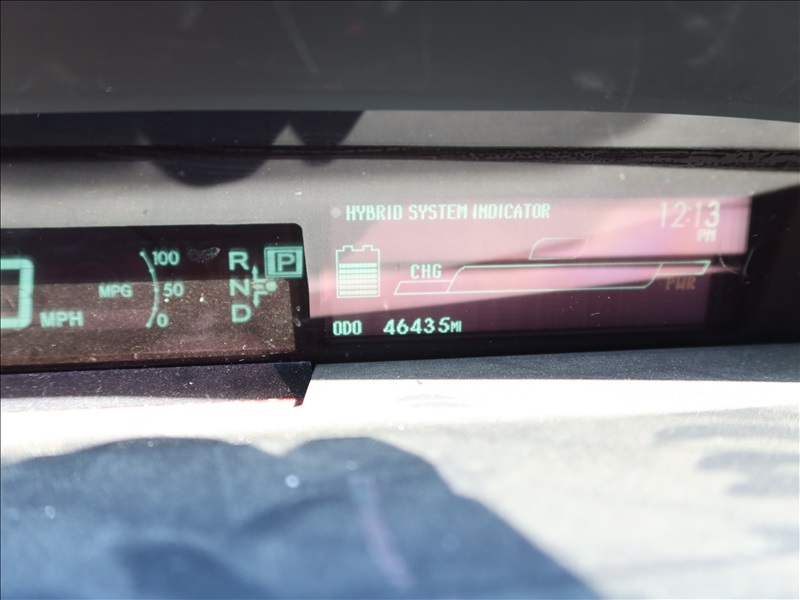 HYBRID SYSTEM INDICATOR
12:13
PM
100
50
0
MPG
MPH
R
N
D
P
CHG
PWR
ODO 46435MI